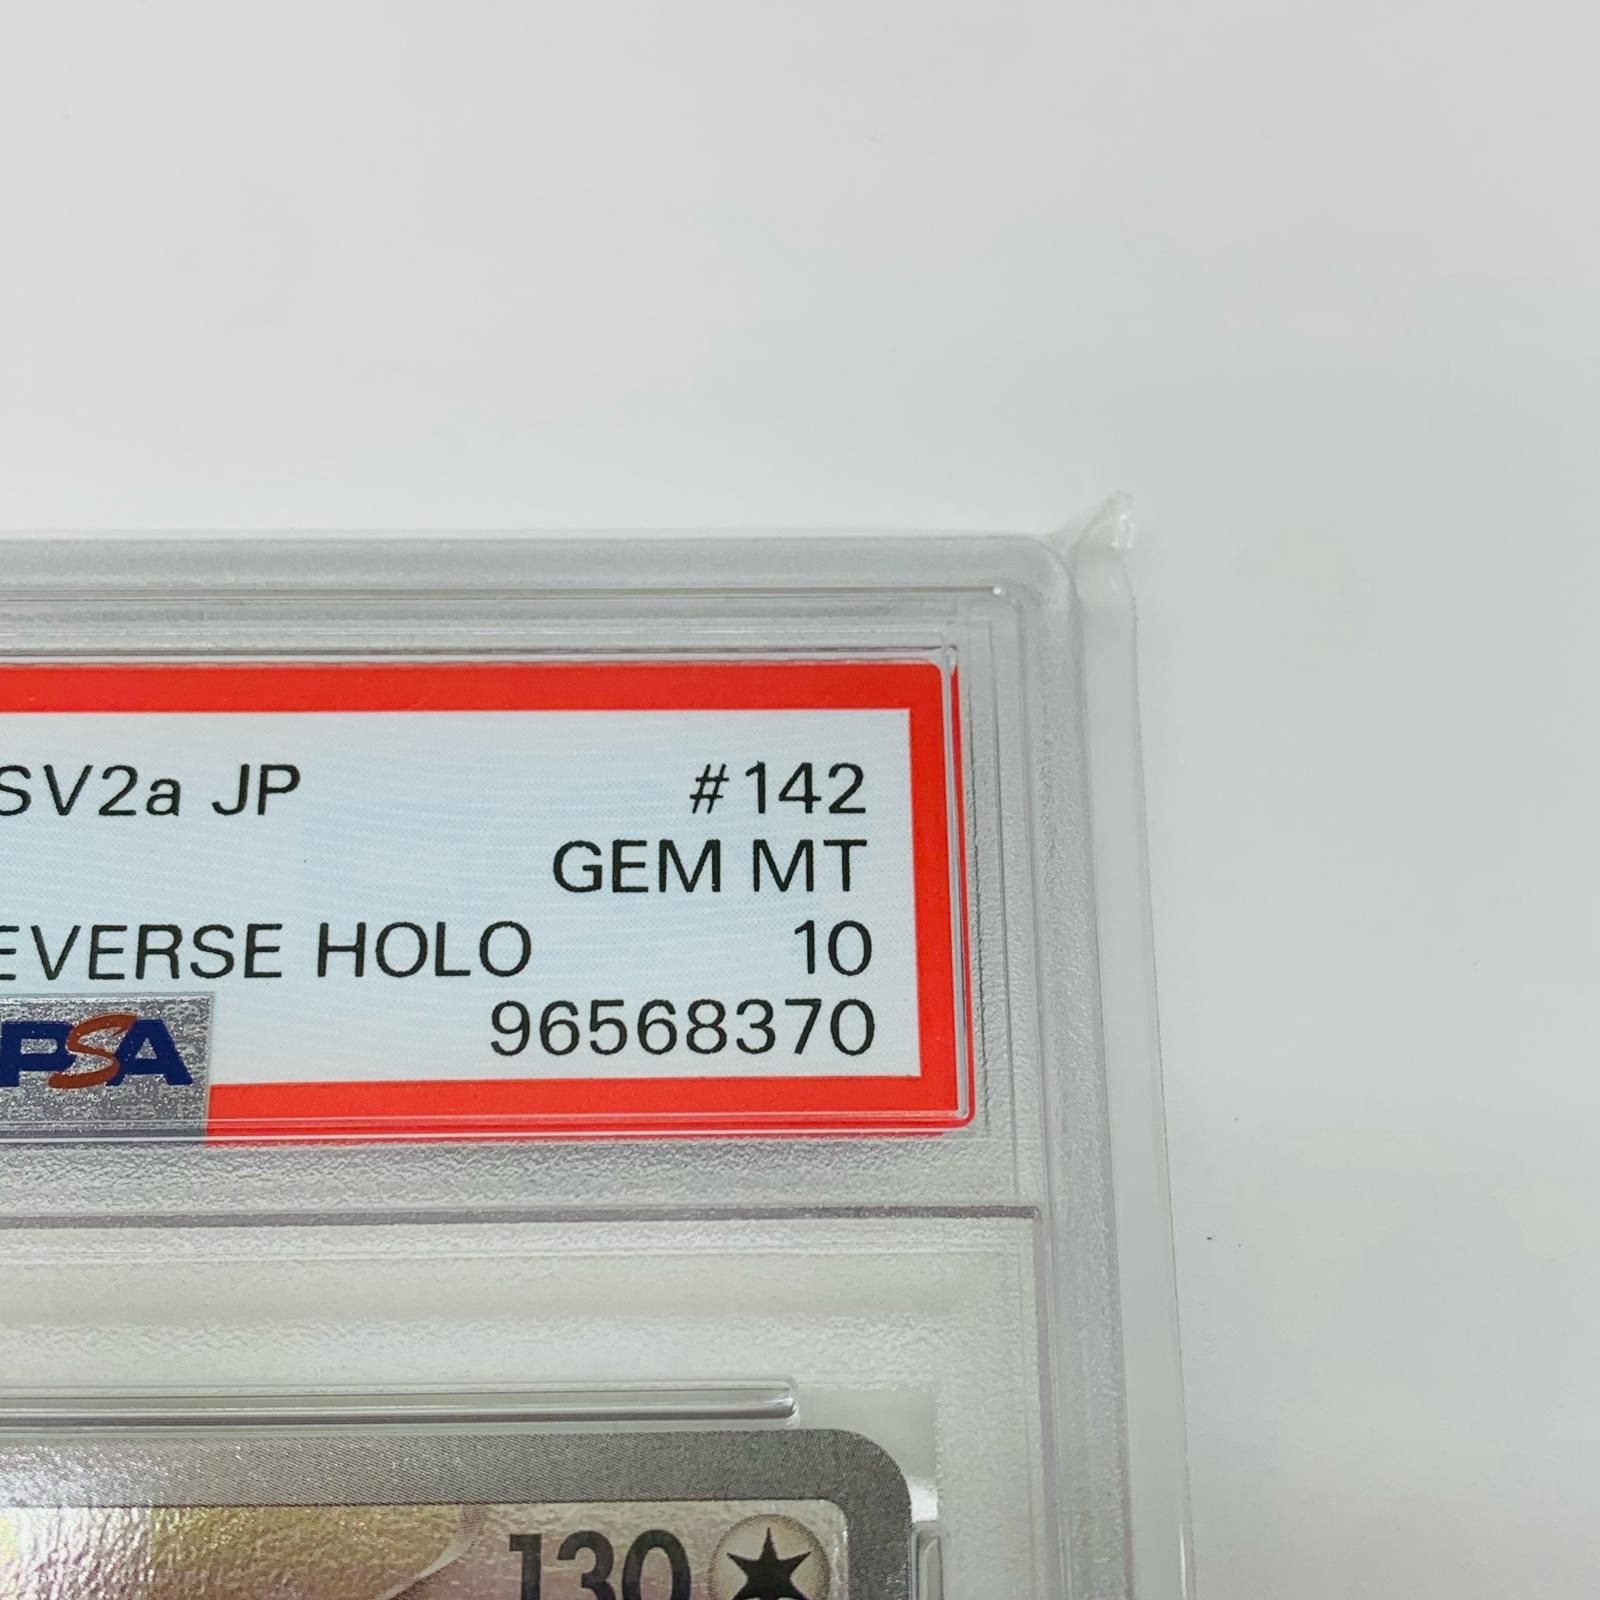 SV2a JP #142
GEM MT
EVERSE HOLO 10
PSA 96568370
130